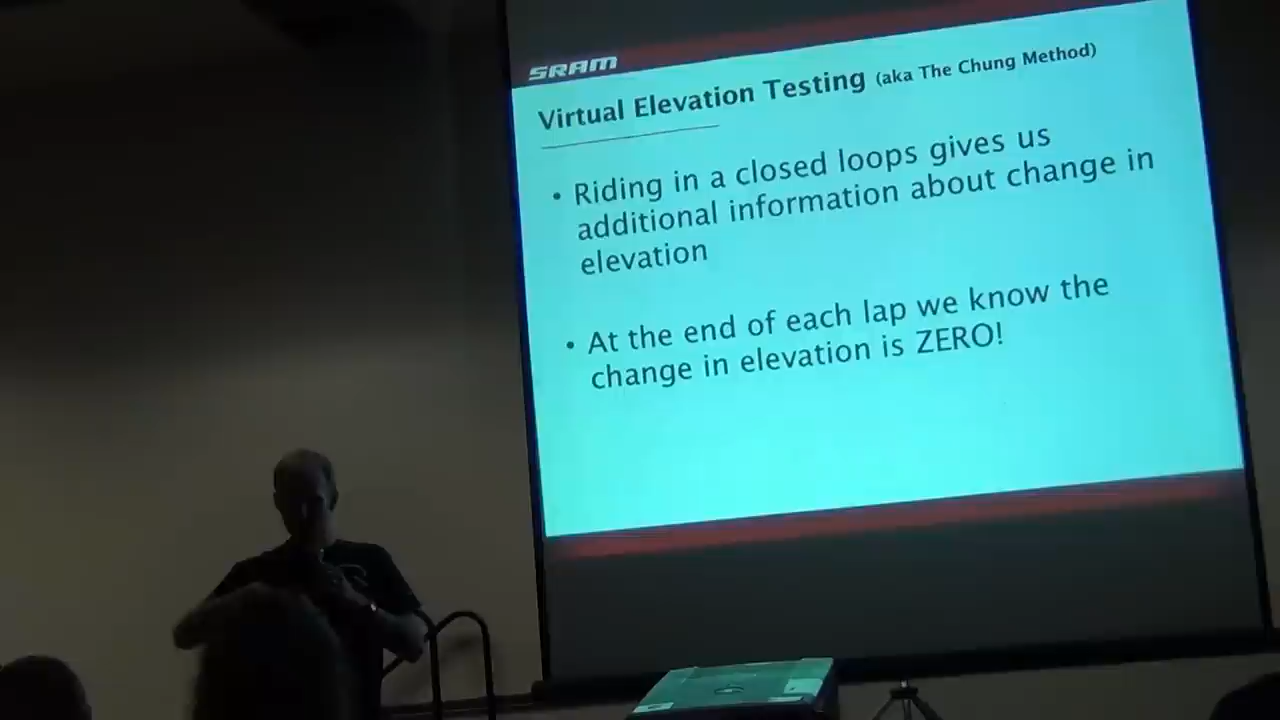 SRAM
Virtual Elevation Testing (aka The Chung Method)
• Riding in a closed loops gives us
additional information about change in
elevation
• At the end of each lap we know the
change in elevation is ZERO!